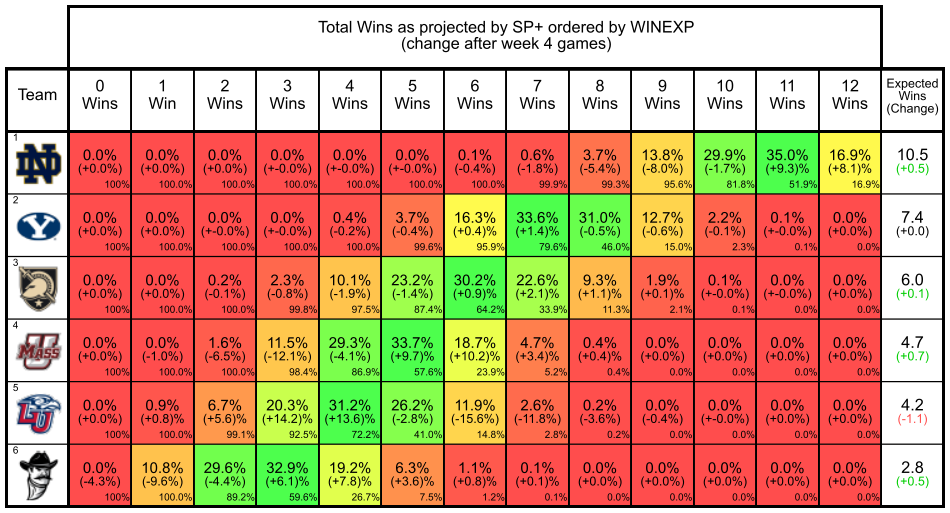 Total Wins as projected by SP+ ordered by WINEXP
(change after week 4 games)
Team 0 Wins 1 Win 2 Wins 3 Wins 4 Wins 5 Wins 6 Wins 7 Wins 8 Wins 9 Wins 10 Wins 11 Wins 12 Wins Expected Wins (Change)
1
ND
0.0% 0.0% 0.0% 0.0% 0.0% 0.0% 0.1% 0.6% 3.7% 13.8% 29.9% 35.0% 16.9% 10.5
(+0.0%) (+0.0%) (+0.0%) (+-0.0%) (+-0.0%) (+-0.0%) (-0.4%) (-1.8%) (-5.4%) (-8.0%) (-1.7%) (+9.3)% (+8.1)% (+0.5)
100% 100.0% 100.0% 100.0% 100.0% 100.0% 100.0% 99.9% 99.3% 95.6% 81.8% 51.9% 16.9%
2
Y
0.0% 0.0% 0.0% 0.0% 0.4% 3.7% 16.3% 33.6% 31.0% 12.7% 2.2% 0.1% 0.0% 7.4
(+0.0%) (+0.0%) (+-0.0%) (+-0.0%) (-0.2%) (-0.4%) (+0.4)% (+1.4)% (-0.5%) (-0.6%) (-0.1%) (+-0.0%) (+0.0%) (+0.0)
100% 100.0% 100.0% 100.0% 100.0% 99.6% 95.9% 79.6% 46.0% 15.0% 2.3% 0.1% 0.0%
3
0.0% 0.0% 0.2% 2.3% 10.1% 23.2% 30.2% 22.6% 9.3% 1.9% 0.1% 0.0% 0.0% 6.0
(+0.0%) (+0.0%) (-0.1%) (-0.8%) (-1.9%) (-1.4%) (+0.9)% (+2.1)% (+1.1)% (+0.1)% (+-0.0%) (+-0.0%) (+0.0%) (+0.1)
100% 100.0% 100.0% 99.8% 97.5% 87.4% 64.2% 33.9% 11.3% 2.1% 0.1% 0.0% 0.0%
4
U
MASS
0.0% 0.0% 1.6% 11.5% 29.3% 33.7% 18.7% 4.7% 0.4% 0.0% 0.0% 0.0% 0.0% 4.7
(+0.0%) (-1.0%) (-6.5%) (-12.1%) (-4.1%) (+9.7)% (+10.2)% (+3.4)% (+0.4)% (+0.0%) (+0.0%) (+0.0%) (+0.0%) (+0.7)
100% 100.0% 100.0% 98.4% 86.9% 57.6% 23.9% 5.2% 0.4% 0.0% 0.0% 0.0% 0.0%
5
LU
0.0% 0.9% 6.7% 20.3% 31.2% 26.2% 11.9% 2.6% 0.2% 0.0% 0.0% 0.0% 0.0% 4.2
(+0.0%) (+0.8)% (+5.6)% (+14.2)% (+13.6)% (-2.8%) (-15.6%) (-11.8%) (-3.6%) (-0.4%) (+-0.0%) (+0.0%) (+0.0%) (-1.1)
100% 100.0% 99.1% 92.5% 72.2% 41.0% 14.8% 2.8% 0.2% 0.0% 0.0% 0.0% 0.0%
6
0.0% 10.8% 29.6% 32.9% 19.2% 6.3% 1.1% 0.1% 0.0% 0.0% 0.0% 0.0% 0.0% 2.8
(-4.3%) (-9.6%) (-4.4%) (+6.1)% (+7.8)% (+3.6)% (+0.8)% (+0.1)% (+0.0%) (+0.0%) (+0.0%) (+0.0%) (+0.0%) (+0.5)
100% 100.0% 89.2% 59.6% 26.7% 7.5% 1.2% 0.1% 0.0% 0.0% 0.0% 0.0% 0.0%